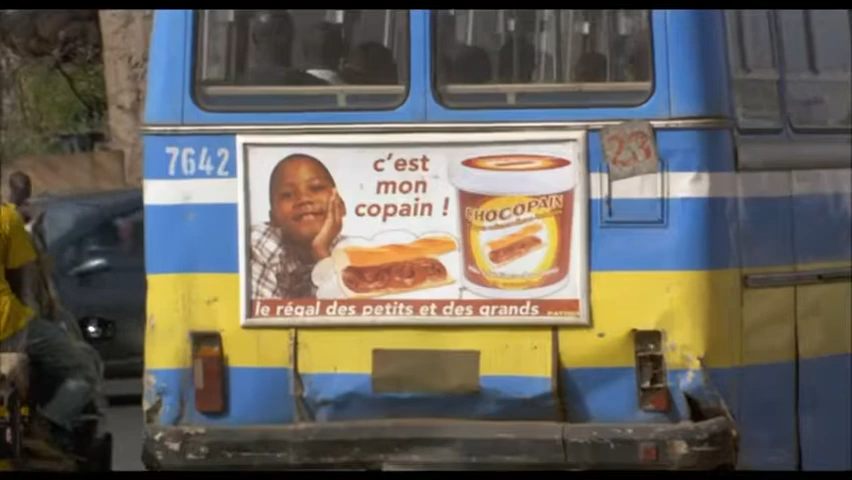 7642
23
c'est
mon
copain !
CHOCOPAIN
le régal des petits et des grands